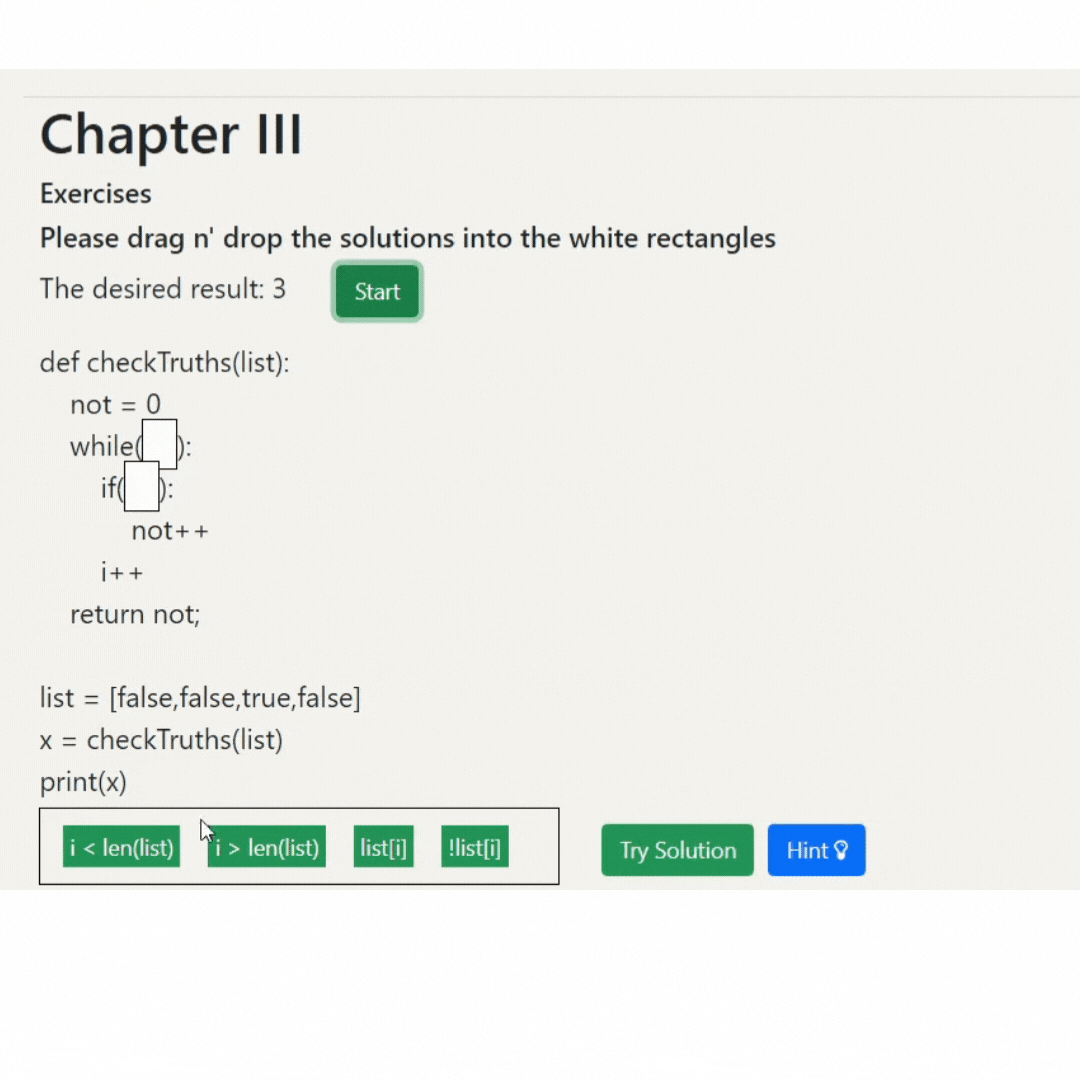 Chapter III
Exercises
Please drag n' drop the solutions into the white rectangles
The desired result: 3 Start
def checkTruths(list):
not = 0
while( ):
if( ):
not++
i++
return not;
list = [false,false,true,false]
x = checkTruths(list)
print(x)
i < len(list) i > len(list) list[i] !list[i] Try Solution Hint